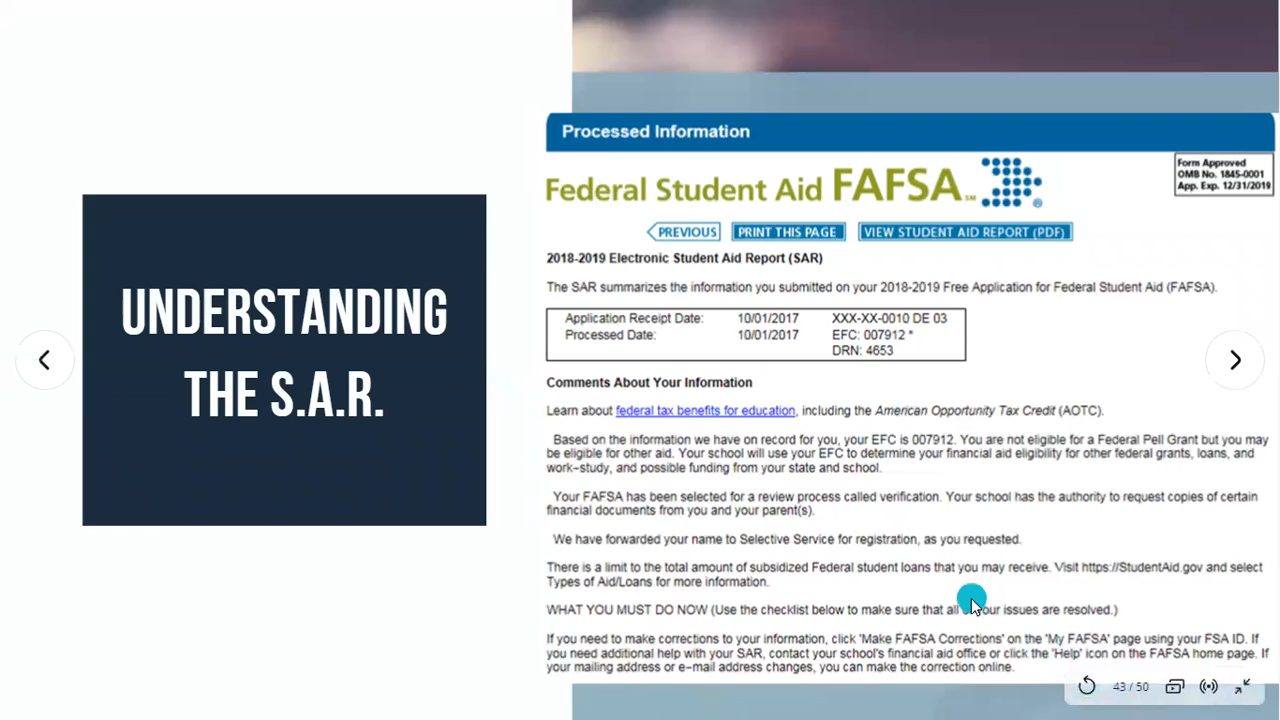 UNDERSTANDING
THE S.A.R.
Processed Information
Federal Student Aid FAFSA SM ®
Form Approved
OMB No. 1845-0001
App. Exp. 12/31/2019
PREVIOUS PRINT THIS PAGE VIEW STUDENT AID REPORT (PDF)
2018-2019 Electronic Student Aid Report (SAR)
The SAR summarizes the information you submitted on your 2018-2019 Free Application for Federal Student Aid (FAFSA).
Application Receipt Date: 10/01/2017 XXX-XX-0010 DE 03
Processed Date: 10/01/2017 EFC: 007912 *
DRN: 4653
Comments About Your Information
Learn about federal tax benefits for education, including the American Opportunity Tax Credit (AOTC).
Based on the information we have on record for you, your EFC is 007912. You are not eligible for a Federal Pell Grant but you may
be eligible for other aid. Your school will use your EFC to determine your financial aid eligibility for other federal grants, loans, and
work-study, and possible funding from your state and school.
Your FAFSA has been selected for a review process called verification. Your school has the authority to request copies of certain
financial documents from you and your parent(s).
We have forwarded your name to Selective Service for registration, as you requested.
There is a limit to the total amount of subsidized Federal student loans that you may receive. Visit https://StudentAid.gov and select
Types of Aid/Loans for more information.
WHAT YOU MUST DO NOW (Use the checklist below to make sure that all your issues are resolved.)
If you need to make corrections to your information, click 'Make FAFSA Corrections' on the 'My FAFSA' page using your FSA ID. If
you need additional help with your SAR, contact your school's financial aid office or click the 'Help' icon on the FAFSA home page. If
your mailing address or e-mail address changes, you can make the correction online.
43 / 50